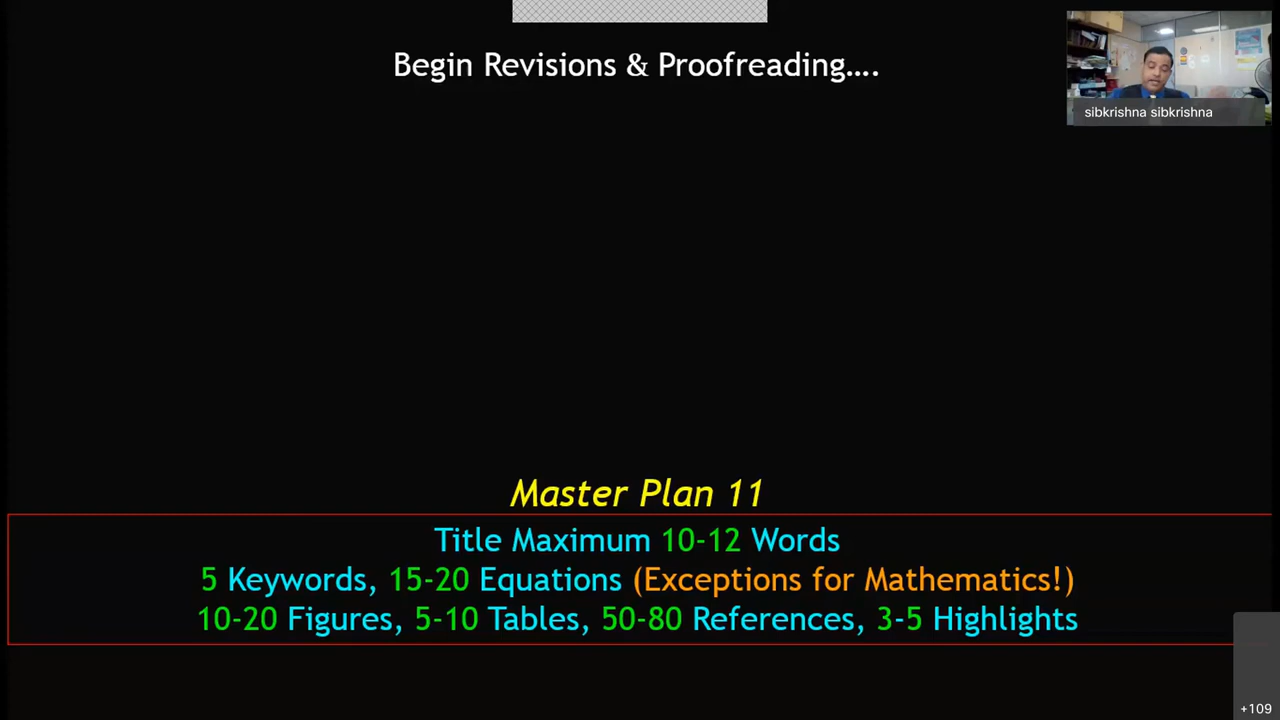 Begin Revisions & Proofreading....
sibkrishna sibkrishna
Master Plan 11
Title Maximum 10-12 Words
5 Keywords, 15-20 Equations (Exceptions for Mathematics!)
10-20 Figures, 5-10 Tables, 50-80 References, 3-5 Highlights
+109